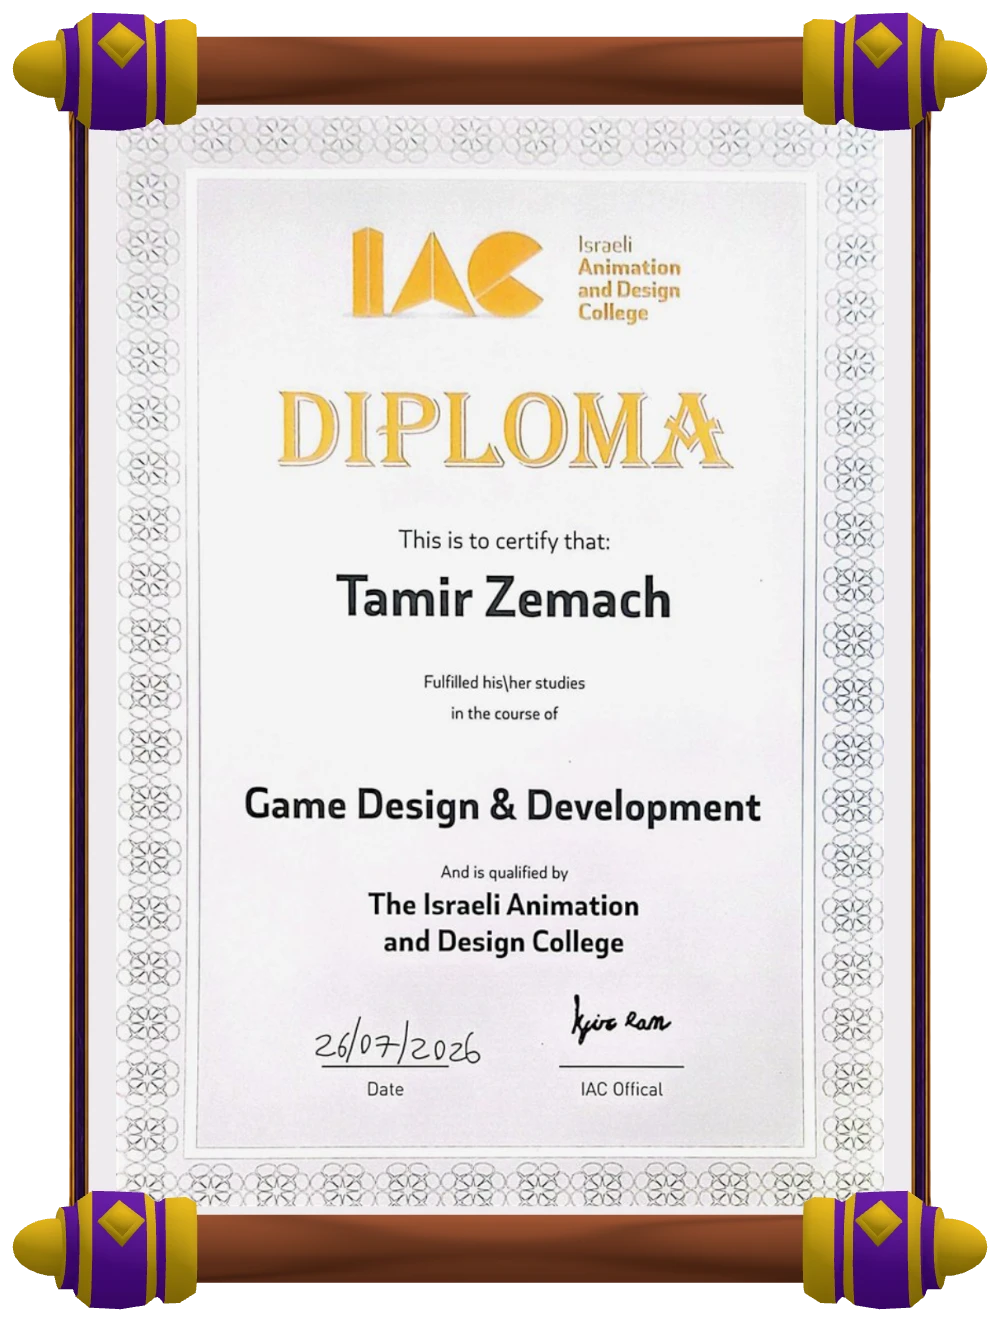 IAC
Israeli
Animation
and Design
College
DIPLOMA
This is to certify that:
Tamir Zemach
Fulfilled his\her studies
in the course of
Game Design & Development
And is qualified by
The Israeli Animation
and Design College
26/07/2026
Date
IAC Offical